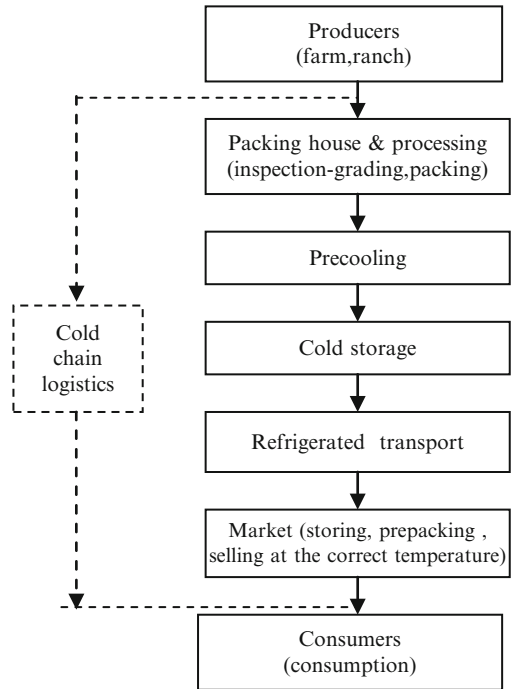 Producers
(farm,ranch)
Packing house & processing
(inspection-grading,packing)
Precooling
Cold
chain
logistics
Cold storage
Refrigerated transport
Market (storing, prepacking ,
selling at the correct temperature)
Consumers
(consumption)